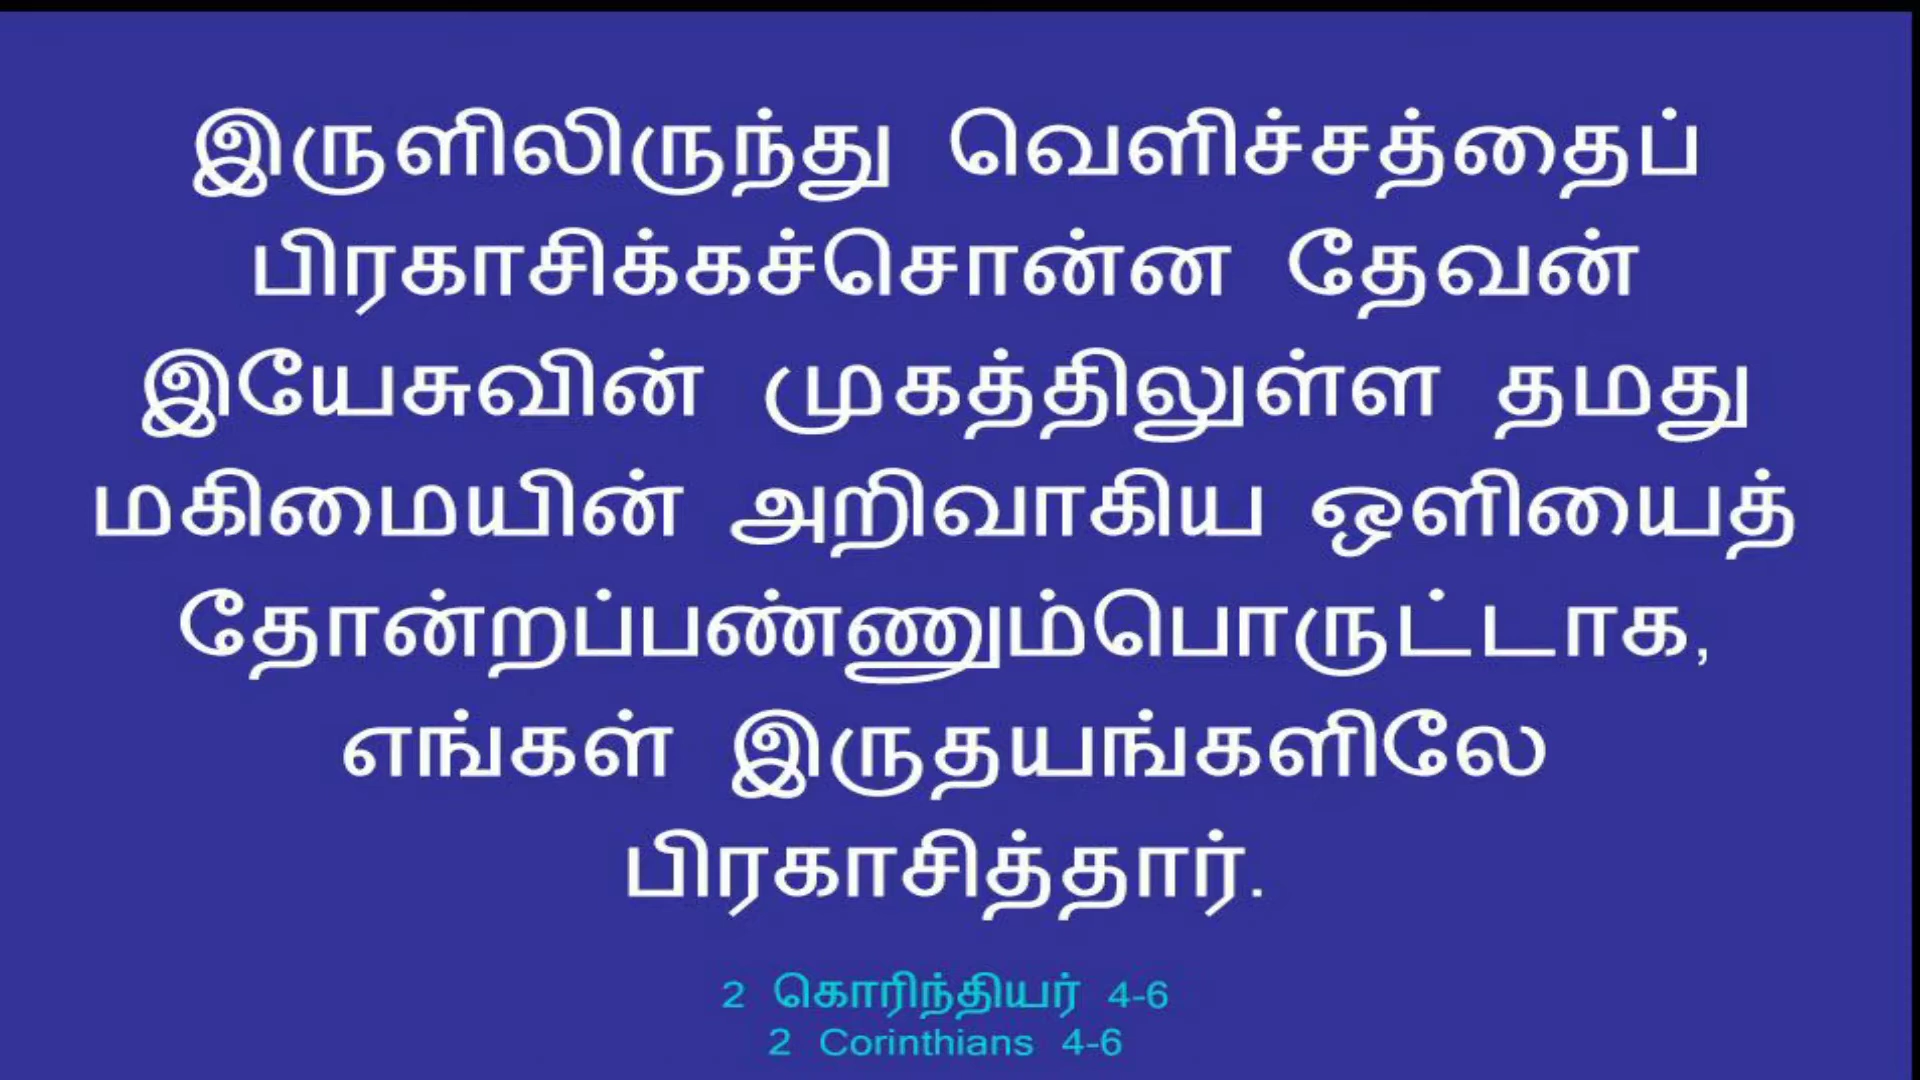 இருளிலிருந்து வெளிச்சத்தைப்
பிரகாசிக்கச்சொன்ன தேவன்
இயேசுவின் முகத்திலுள்ள தமது
மகிமையின் அறிவாகிய ஒளியைத்
தோன்றப்பண்ணும்பொருட்டாக,
எங்கள் இருதயங்களிலே
பிரகாசித்தார்.
2 கொரிந்தியர் 4-6
2 Corinthians 4-6